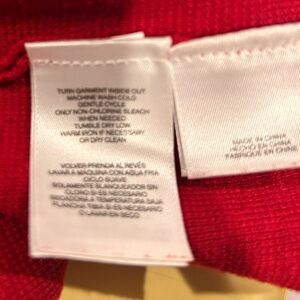 TURN GARMENT INSIDE OUT
MACHINE WASH COLD
GENTLE CYCLE
ONLY NON-CHLORINE BLEACH
WHEN NEEDED
TUMBLE DRY LOW
WARM IRON IF NECESSARY
OR DRY CLEAN
VOLVER PRENDA AL REVÉS
LAVAR A MÁQUINA CON AGUA FRÍA
CICLO SUAVE
SOLAMENTE BLANQUEADOR SIN
CLORO SI ES NECESARIO
SECADORA A TEMPERATURA BAJA
PLANCHA TIBIA SI ES NECESARIO
O LAVADO EN SECO
MADE IN CHINA
HECHO EN CHINA
FABRIQUÉ EN CHINE